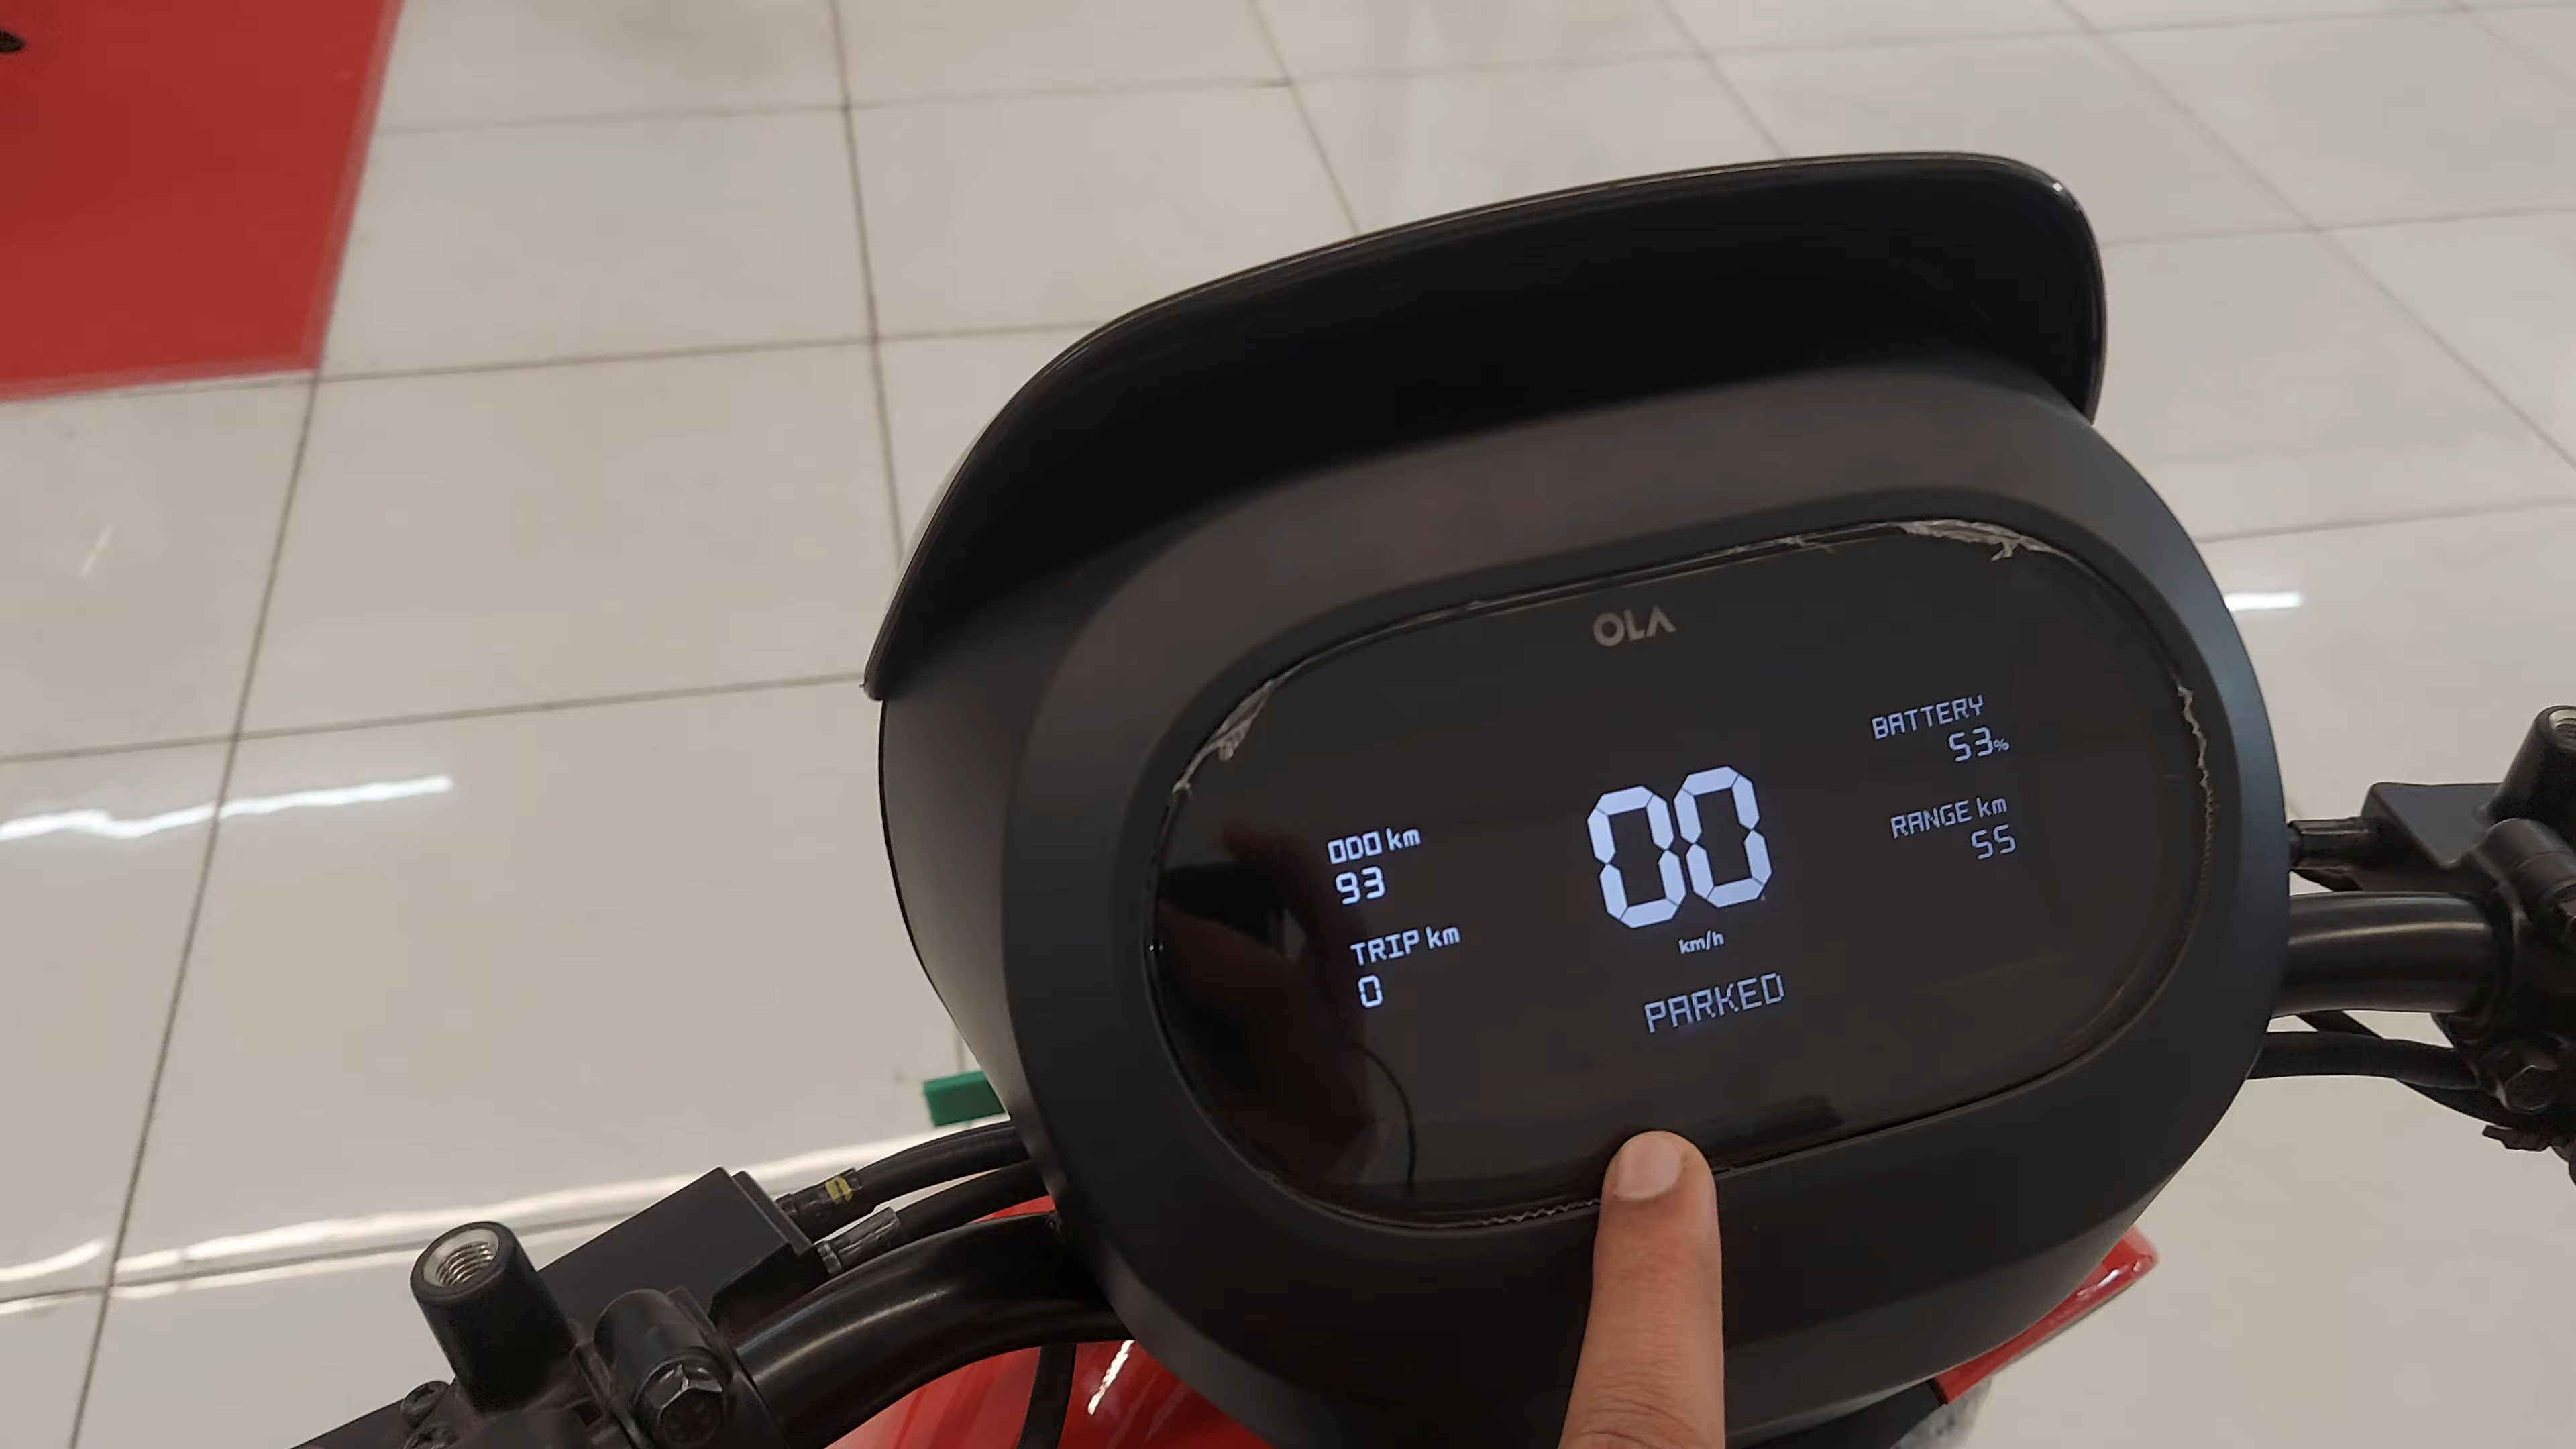 OLA
ODO km
93
TRIP km
0
00
km/h
PARKED
BATTERY
53%
RANGE km
55